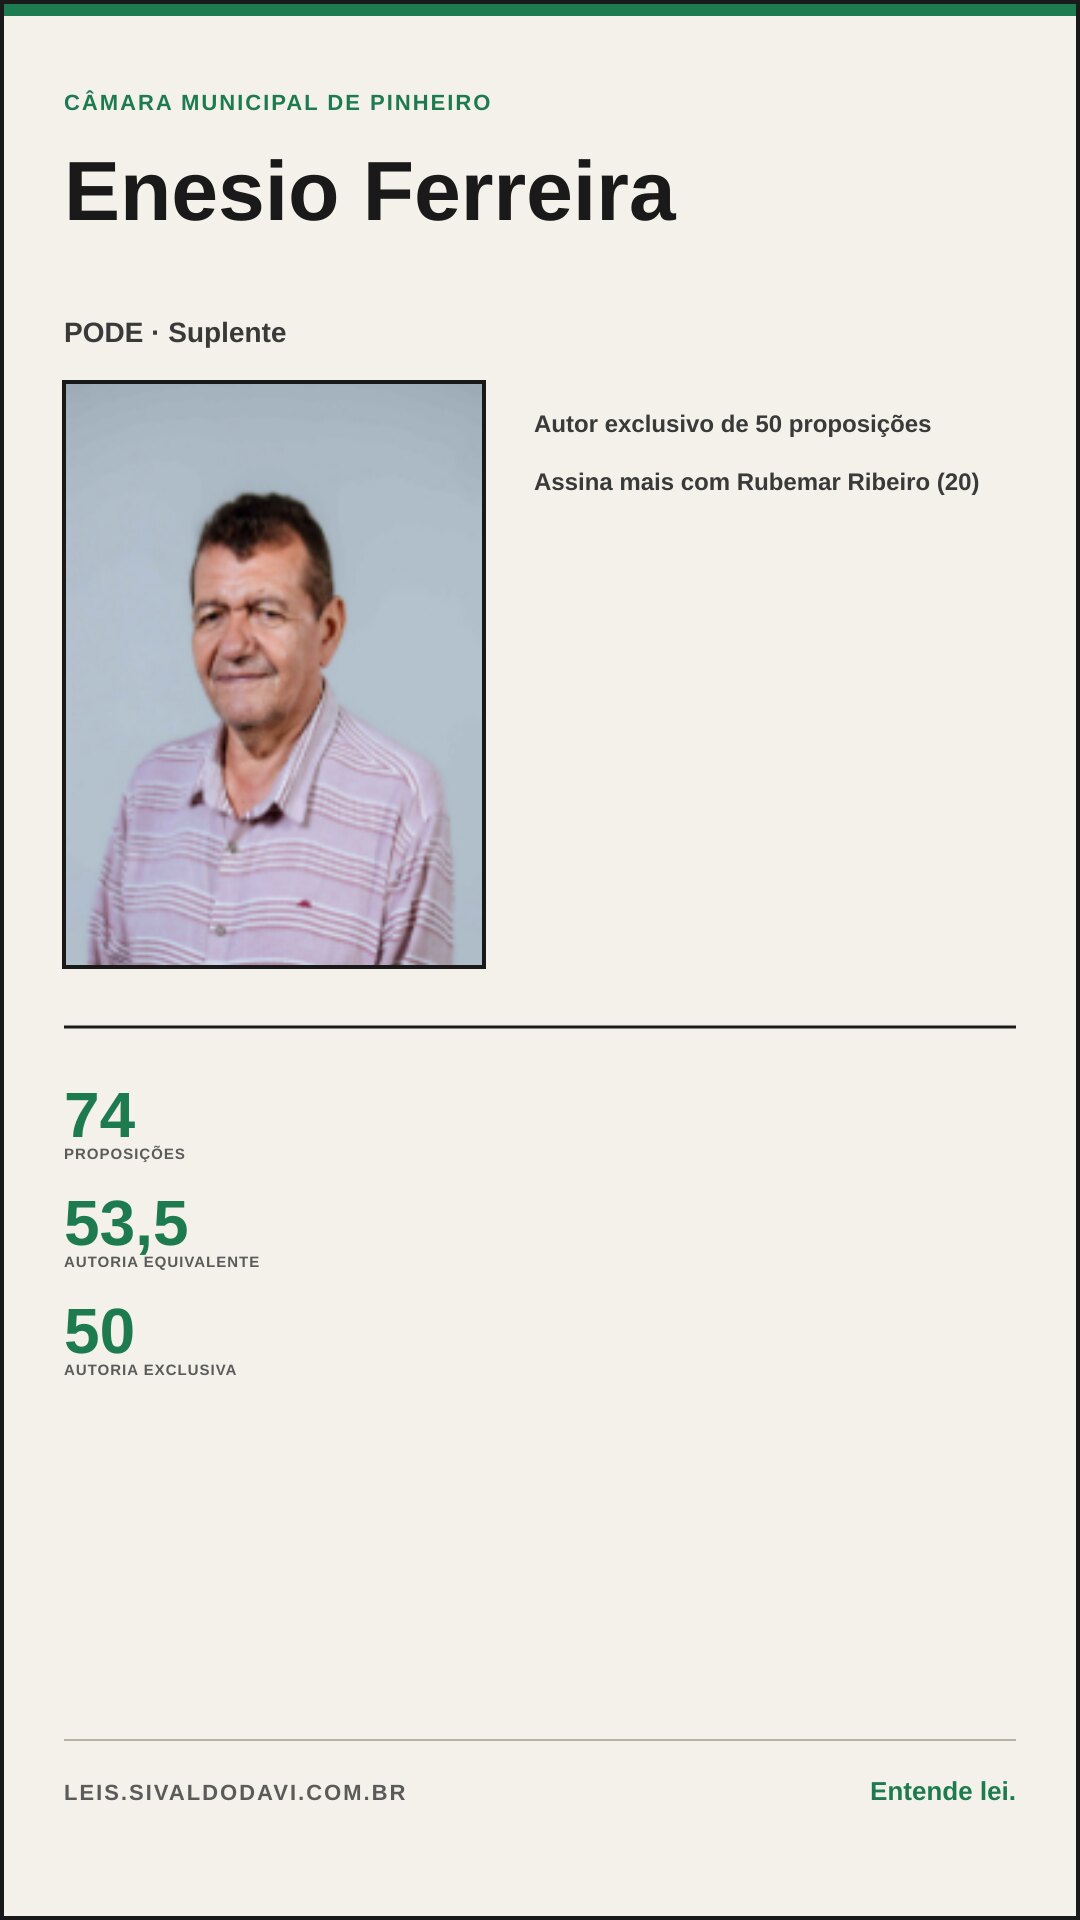 CÂMARA MUNICIPAL DE PINHEIRO
Enesio Ferreira
PODE · Suplente
Autor exclusivo de 50 proposições
Assina mais com Rubemar Ribeiro (20)
74
PROPOSIÇÕES
53,5
AUTORIA EQUIVALENTE
50
AUTORIA EXCLUSIVA
LEIS.SIVALDODAVI.COM.BR
Entende lei.